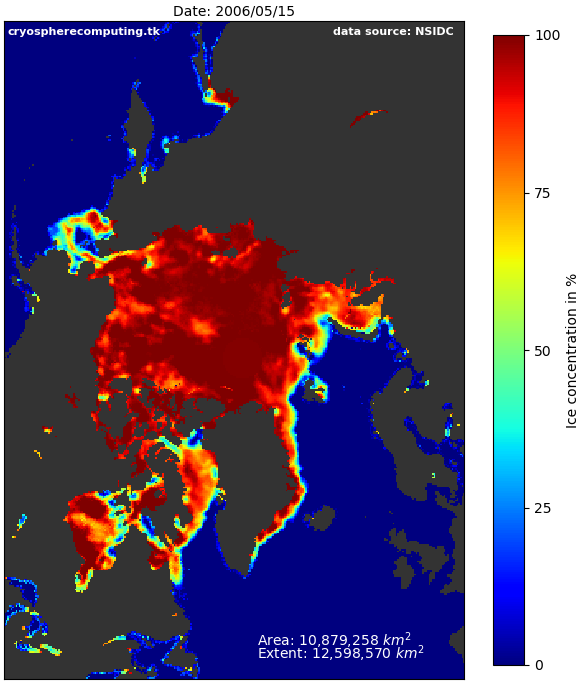 Date: 2006/05/15
cryospherecomputing.tk data source: NSIDC
100
75
50
25
0
Ice concentration in %
Area: 10,879,258 km²
Extent: 12,598,570 km²